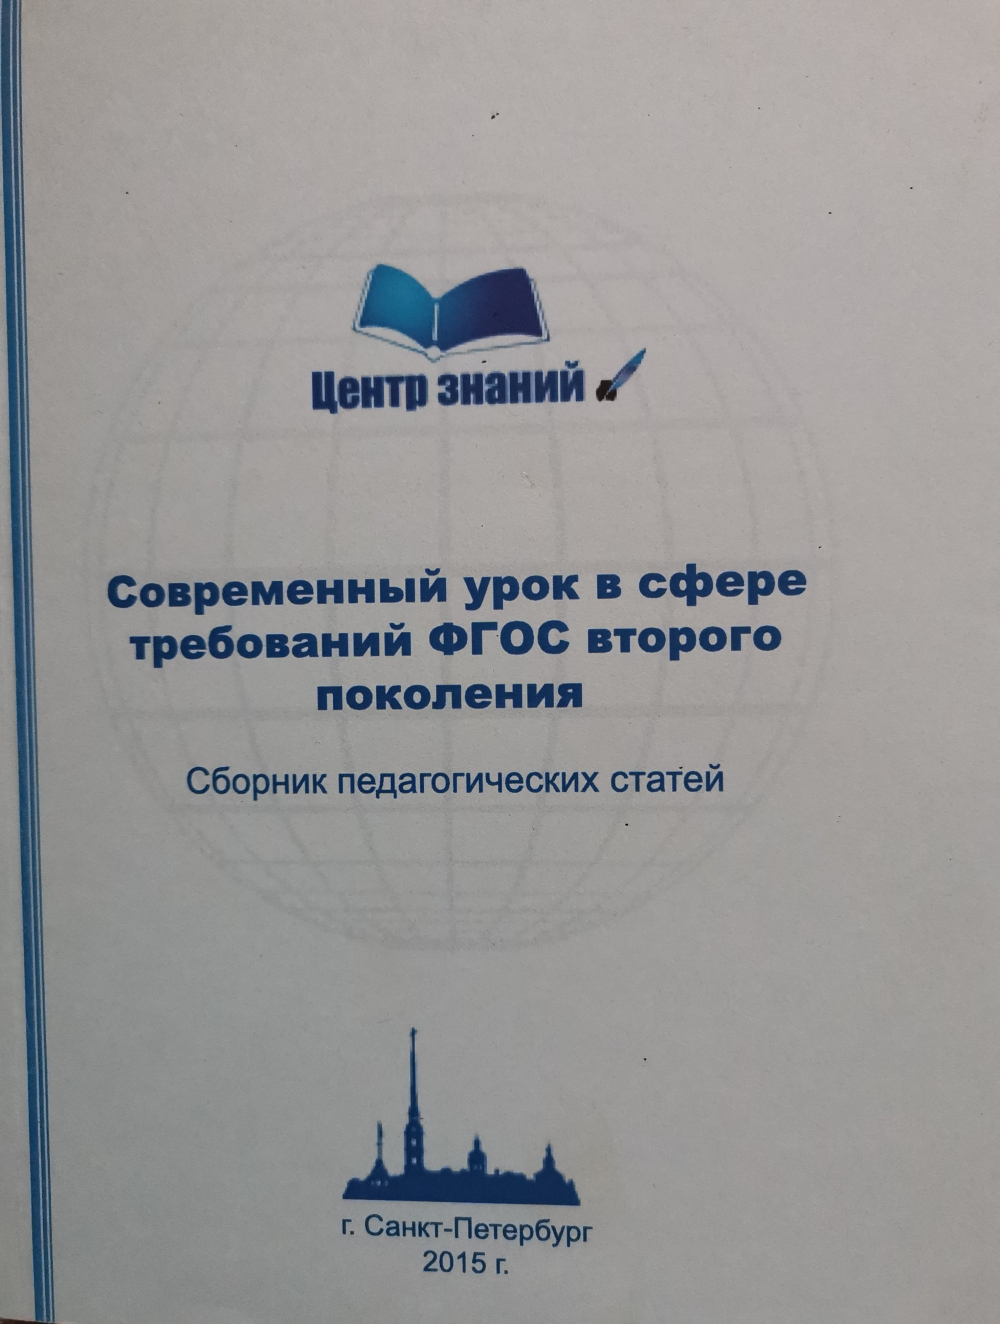 Центр знаний
Современный урок в сфере
требований ФГОС второго
поколения
Сборник педагогических статей
г. Санкт-Петербург
2015 г.